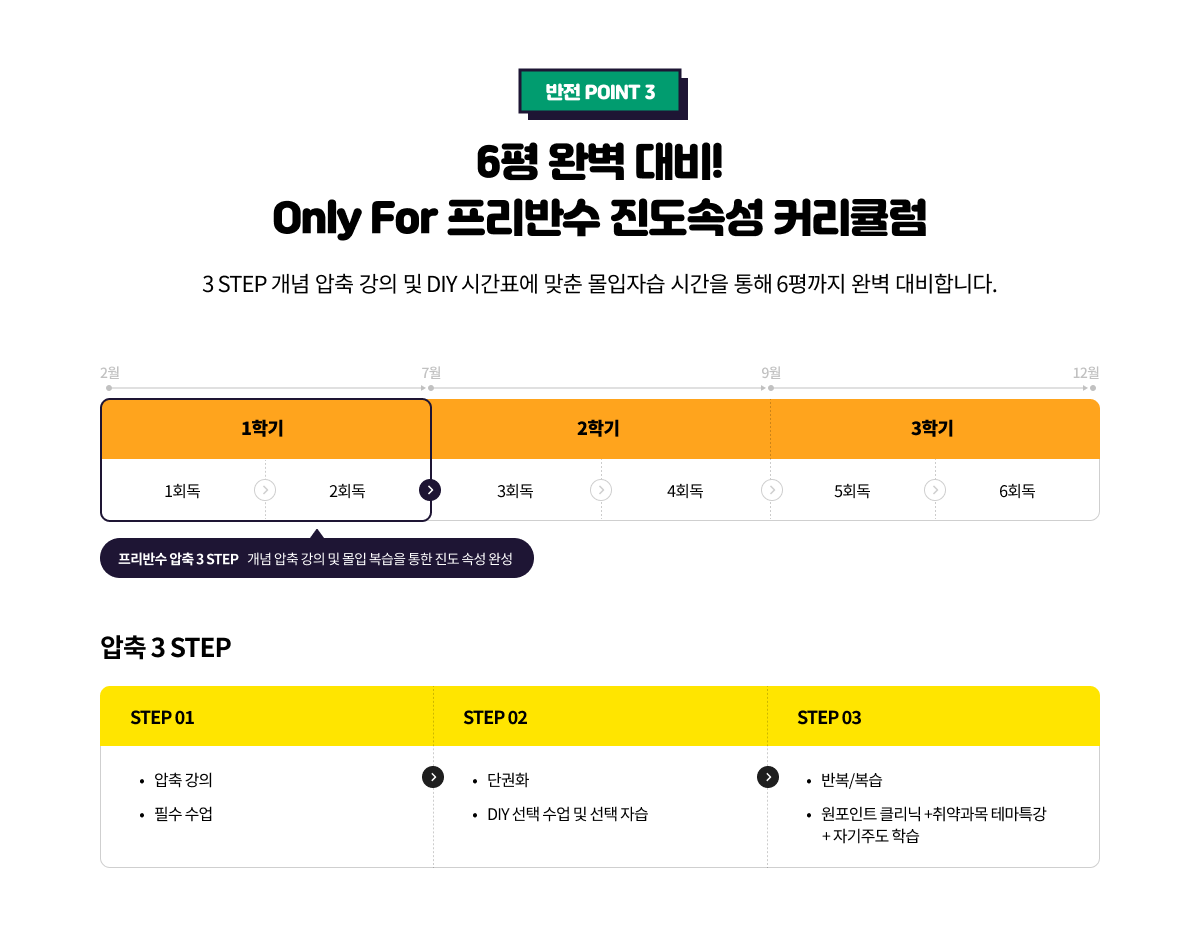 반전 POINT 3
6평 완벽 대비!
Only For 프리반수 진도속성 커리큘럼
3 STEP 개념 압축 강의 및 DIY 시간표에 맞춘 몰입자습 시간을 통해 6평까지 완벽 대비합니다.
2월 7월 9월 12월
1학기 2학기 3학기
1회독 2회독 3회독 4회독 5회독 6회독
프리반수 압축 3 STEP 개념 압축 강의 및 몰입 복습을 통한 진도 속성 완성
압축 3 STEP
STEP 01
• 압축 강의
• 필수 수업
STEP 02
• 단권화
• DIY 선택 수업 및 선택 자습
STEP 03
• 반복/복습
• 원포인트 클리닉 +취약과목 테마특강
+ 자기주도 학습